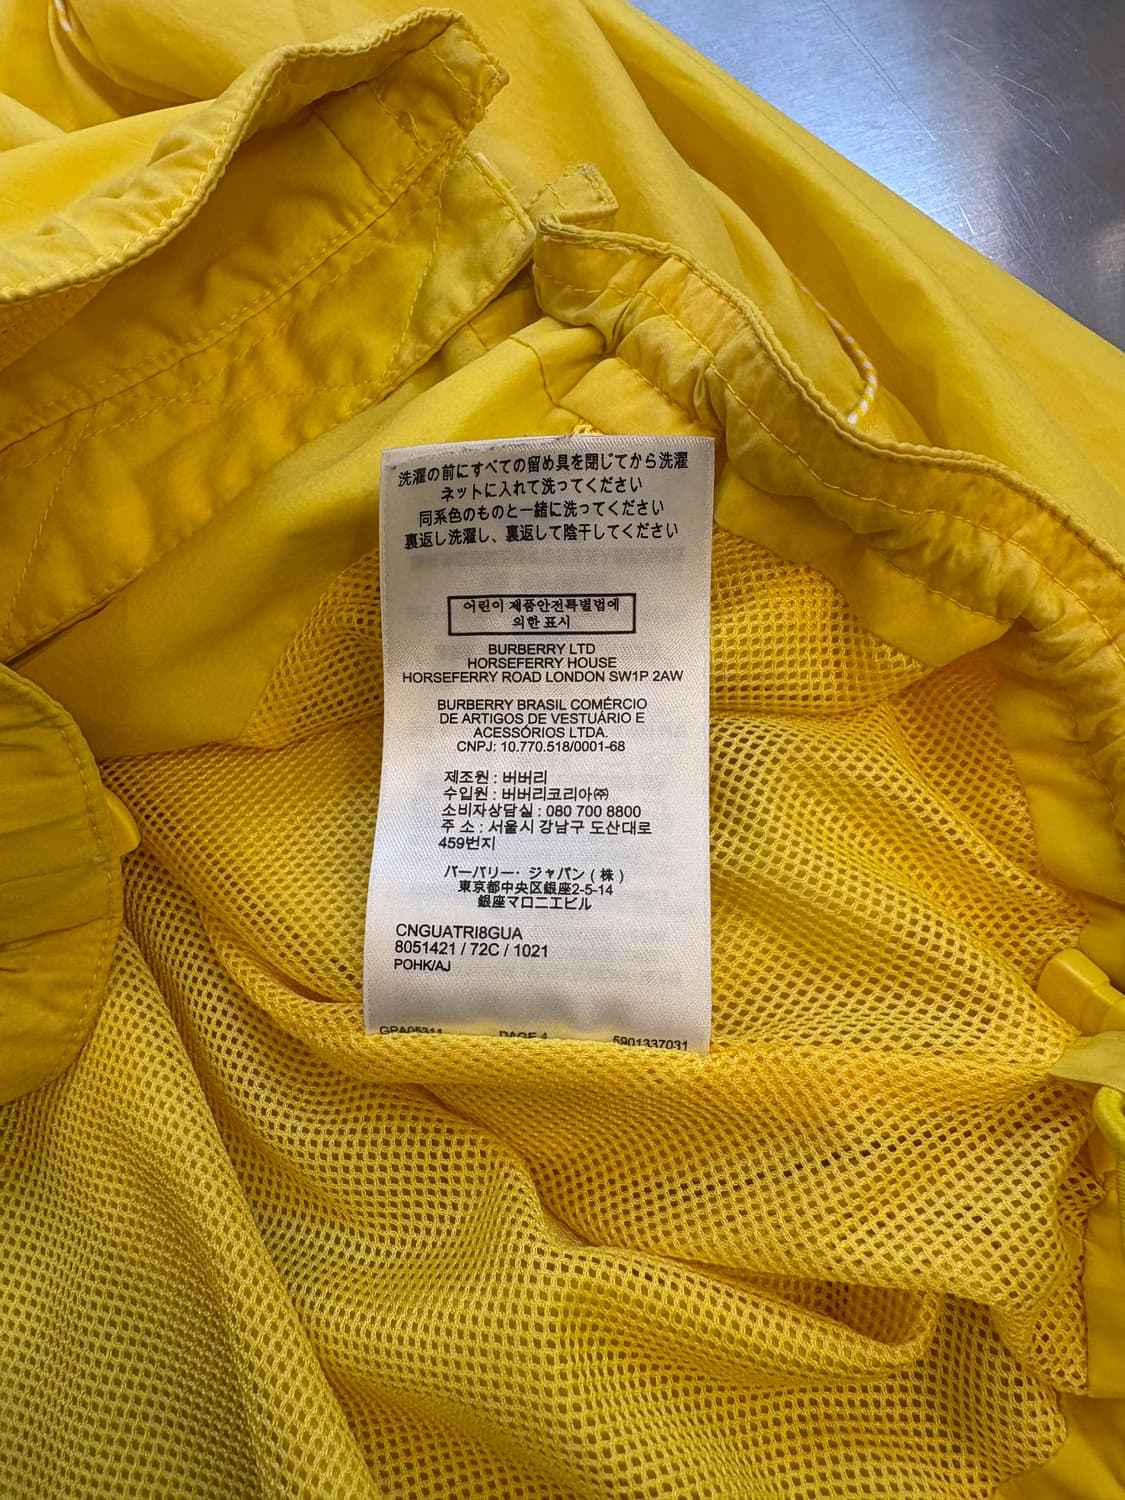 洗濯の前にすべての留め具を閉じてから洗濯
ネットに入れて洗ってください
同系色のものと一緒に洗ってください
裏返し洗濯し、裏返して陰干してください
어린이 제품안전특별법에
의한 표시
BURBERRY LTD
HORSEFERRY HOUSE
HORSEFERRY ROAD LONDON SW1P 2AW
BURBERRY BRASIL COMÉRCIO
DE ARTIGOS DE VESTUÁRIO E
ACESSÓRIOS LTDA.
CNPJ: 10.770.518/0001-68
제조원 : 버버리
수입원 : 버버리코리아㈜
소비자상담실 : 080 700 8800
주 소 : 서울시 강남구 도산대로
459번지
バーバリー・ジャパン ( 株 )
東京都中央区銀座2-5-14
銀座マロニエビル
CNGUATRI8GUA
8051421 / 72C / 1021
POHK/AJ
GPA05311 PAGE 4 5901337031